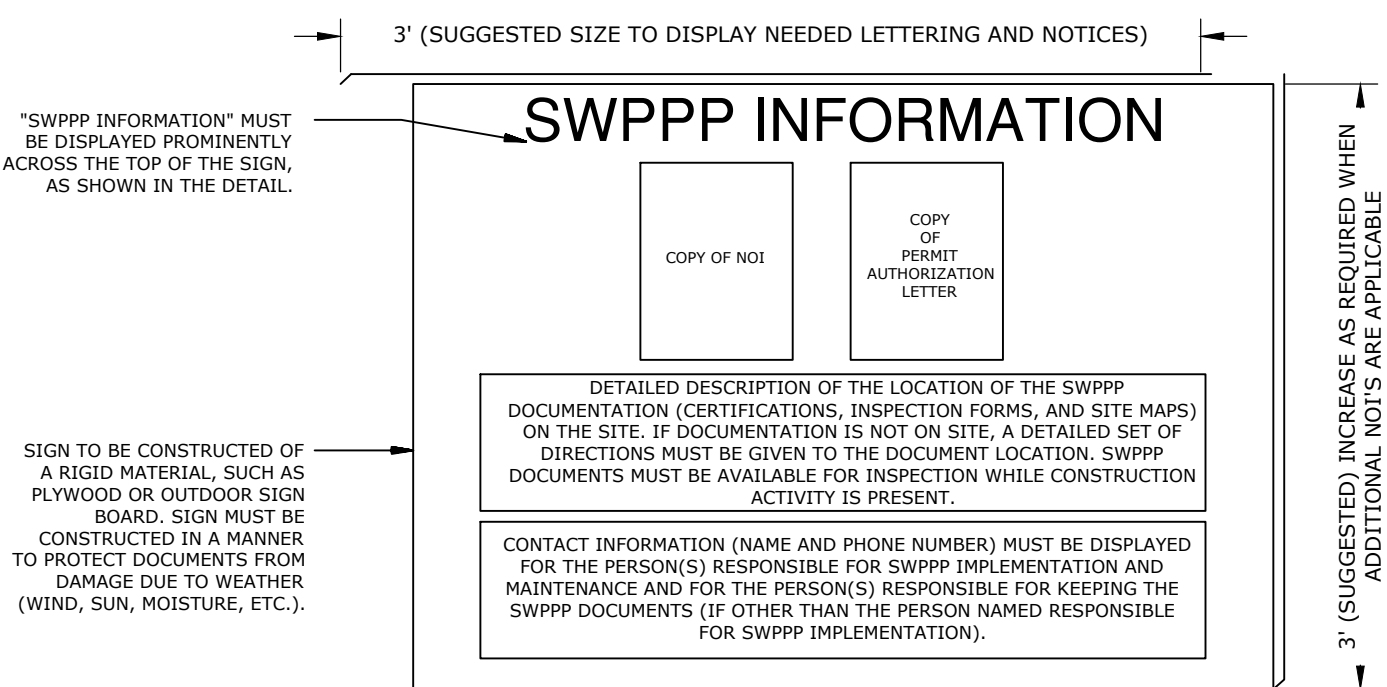 3' (SUGGESTED SIZE TO DISPLAY NEEDED LETTERING AND NOTICES)
"SWPPP INFORMATION" MUST
BE DISPLAYED PROMINENTLY
ACROSS THE TOP OF THE SIGN,
AS SHOWN IN THE DETAIL.
SWPPP INFORMATION
COPY OF NOI
COPY
OF
PERMIT
AUTHORIZATION
LETTER
DETAILED DESCRIPTION OF THE LOCATION OF THE SWPPP
DOCUMENTATION (CERTIFICATIONS, INSPECTION FORMS, AND SITE MAPS)
ON THE SITE. IF DOCUMENTATION IS NOT ON SITE, A DETAILED SET OF
DIRECTIONS MUST BE GIVEN TO THE DOCUMENT LOCATION. SWPPP
DOCUMENTS MUST BE AVAILABLE FOR INSPECTION WHILE CONSTRUCTION
ACTIVITY IS PRESENT.
SIGN TO BE CONSTRUCTED OF
A RIGID MATERIAL, SUCH AS
PLYWOOD OR OUTDOOR SIGN
BOARD. SIGN MUST BE
CONSTRUCTED IN A MANNER
TO PROTECT DOCUMENTS FROM
DAMAGE DUE TO WEATHER
(WIND, SUN, MOISTURE, ETC.).
CONTACT INFORMATION (NAME AND PHONE NUMBER) MUST BE DISPLAYED
FOR THE PERSON(S) RESPONSIBLE FOR SWPPP IMPLEMENTATION AND
MAINTENANCE AND FOR THE PERSON(S) RESPONSIBLE FOR KEEPING THE
SWPPP DOCUMENTS (IF OTHER THAN THE PERSON NAMED RESPONSIBLE
FOR SWPPP IMPLEMENTATION).
3' (SUGGESTED) INCREASE AS REQUIRED WHEN
ADDITIONAL NOI'S ARE APPLICABLE